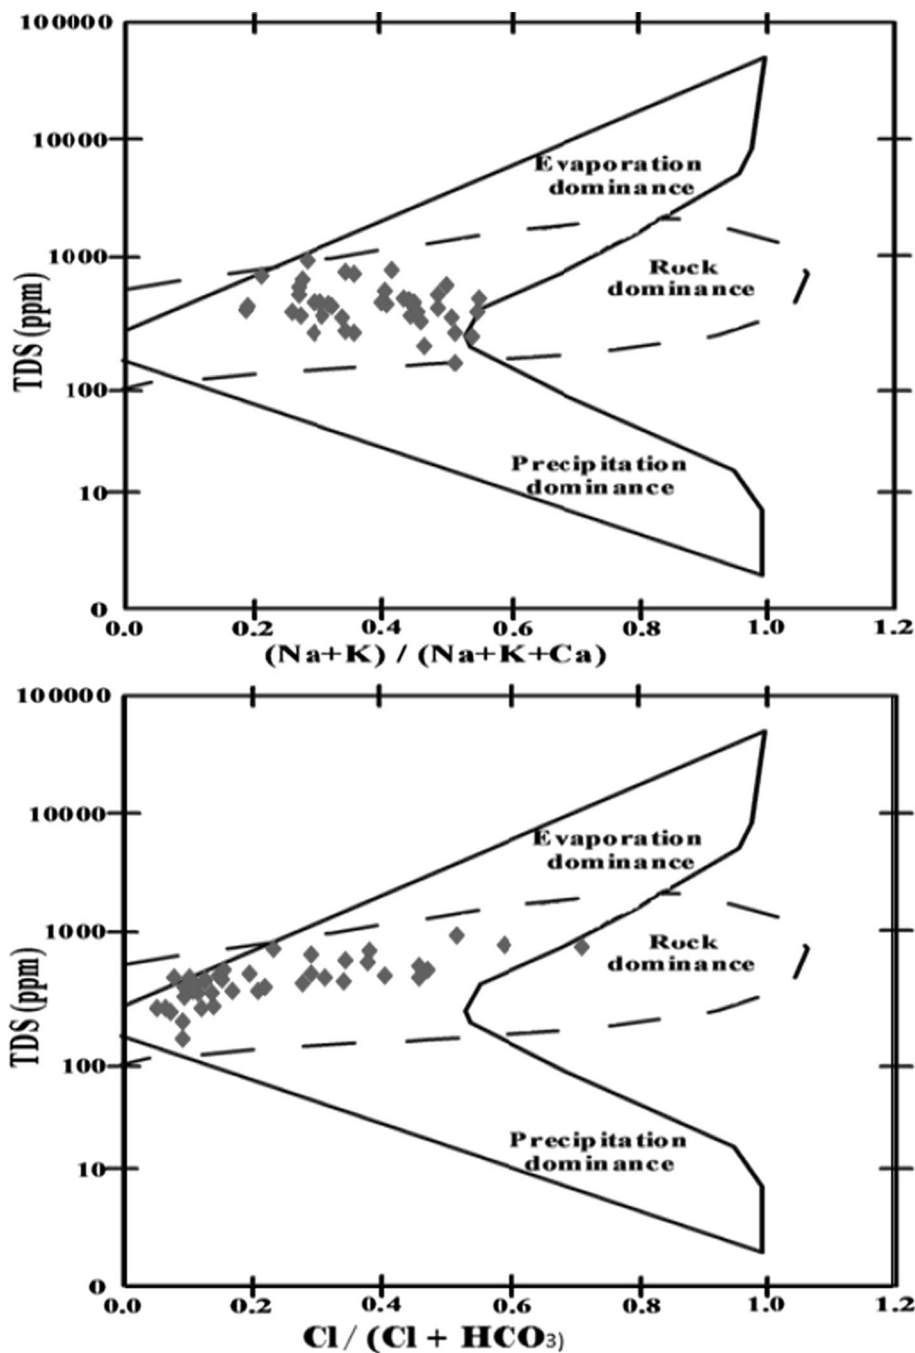 100000
10000
Evaporation
dominance
1000
Rock
dominance
TDS (ppm)
100
Precipitation
dominance
10
0
0.0 0.2 0.4 0.6 0.8 1.0 1.2
(Na+K) / (Na+K+Ca)
100000
10000
Evaporation
dominance
1000
Rock
dominance
TDS (ppm)
100
Precipitation
dominance
10
0
0.0 0.2 0.4 0.6 0.8 1.0 1.2
Cl / (Cl + HCO3)